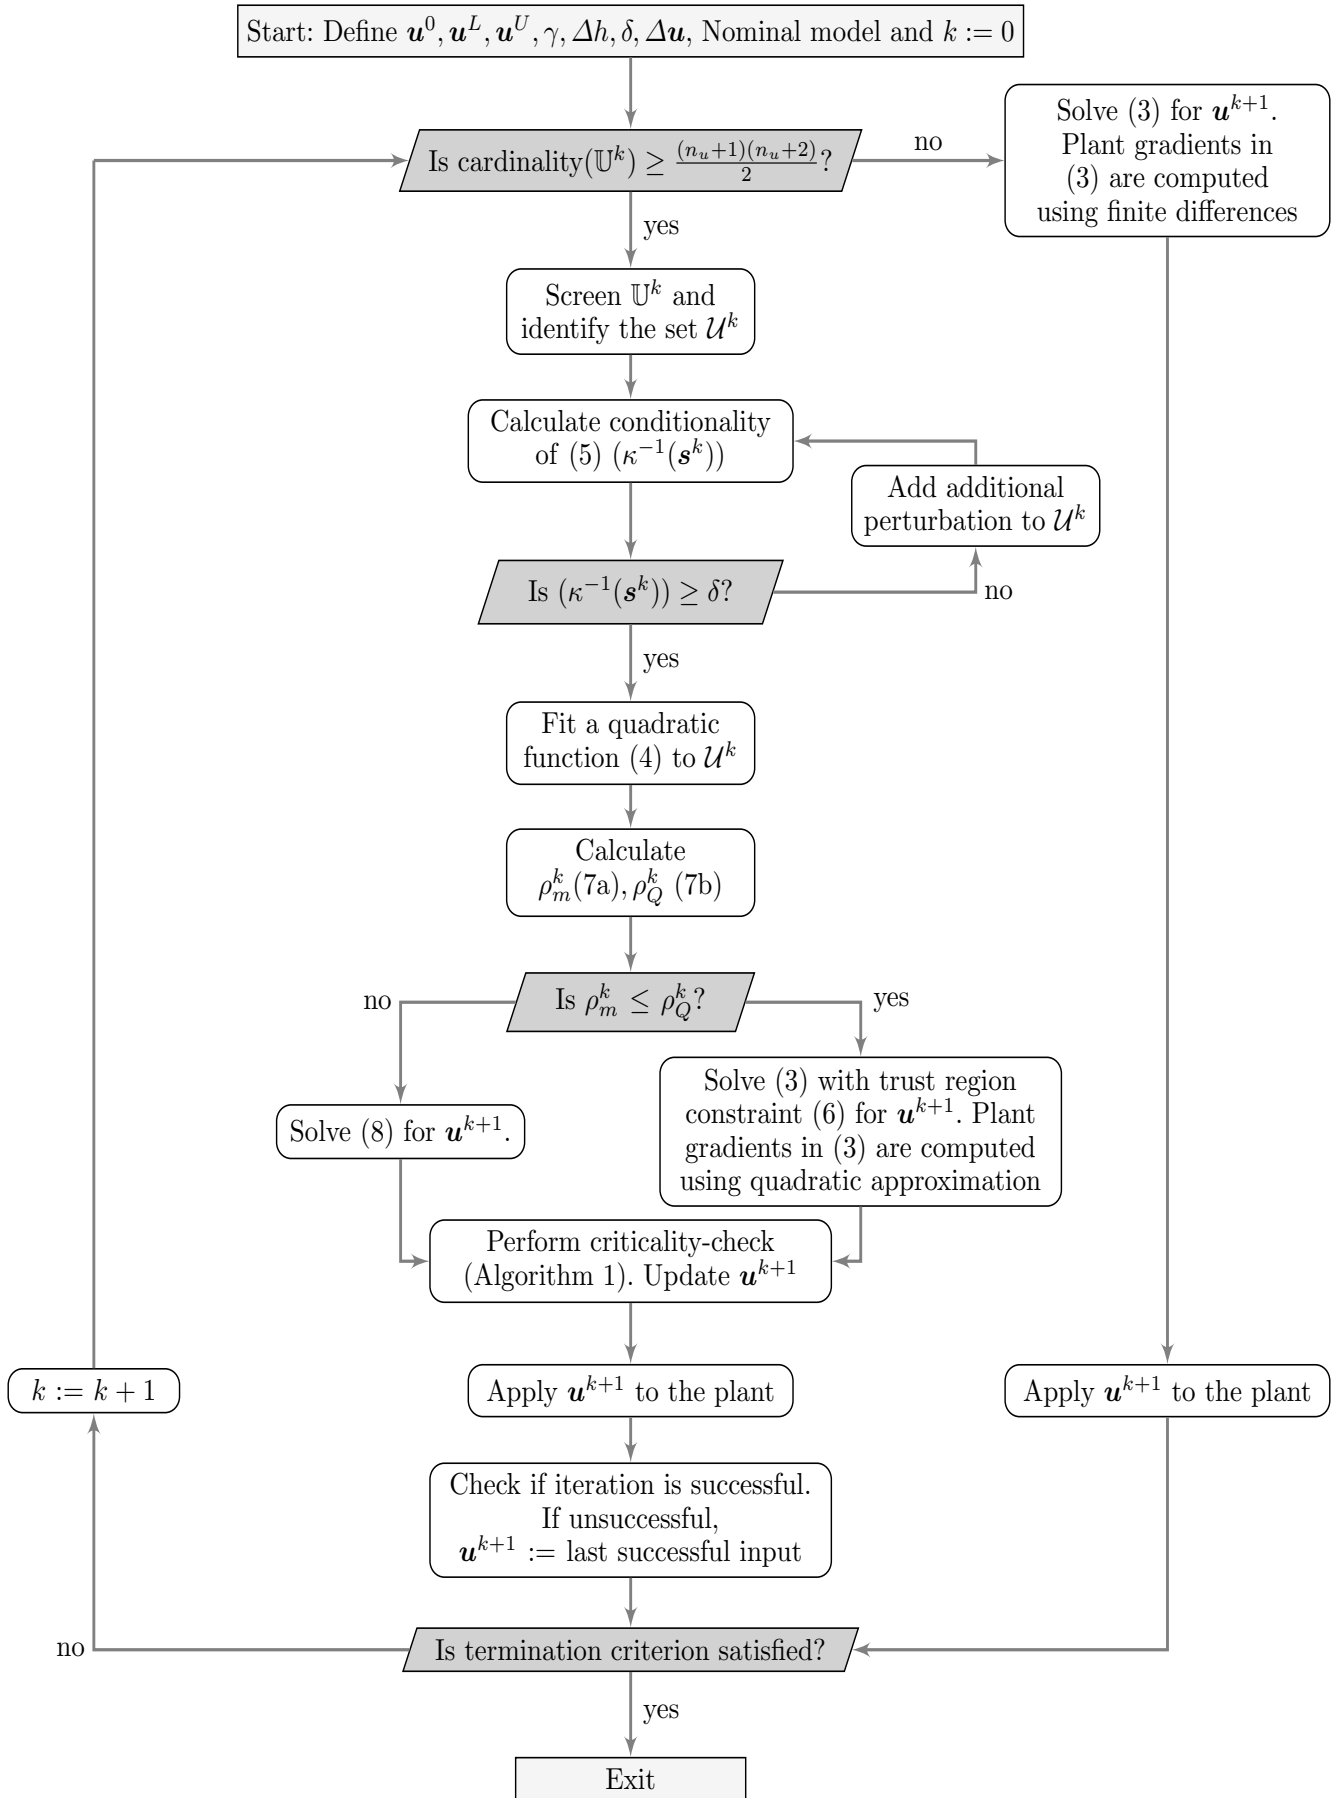 Start: Define 𝒖⁰, 𝒖ᴸ, 𝒖ᵁ, γ, Δh, δ, Δ𝒖, Nominal model and k := 0
Is cardinality(𝕌ᵏ) ≥ (n_u+1)(n_u+2)/2?
no
Solve (3) for 𝒖ᵏ⁺¹.
Plant gradients in
(3) are computed
using finite differences
yes
Screen 𝕌ᵏ and
identify the set 𝒰ᵏ
Calculate conditionality
of (5) (κ⁻¹(𝒔ᵏ))
Add additional
perturbation to 𝒰ᵏ
Is (κ⁻¹(𝒔ᵏ)) ≥ δ?
no
yes
Fit a quadratic
function (4) to 𝒰ᵏ
Calculate
ρ_m^k(7a), ρ_Q^k (7b)
Is ρ_m^k ≤ ρ_Q^k?
no
yes
Solve (8) for 𝒖ᵏ⁺¹.
Solve (3) with trust region
constraint (6) for 𝒖ᵏ⁺¹. Plant
gradients in (3) are computed
using quadratic approximation
Perform criticality-check
(Algorithm 1). Update 𝒖ᵏ⁺¹
k := k + 1
Apply 𝒖ᵏ⁺¹ to the plant
Apply 𝒖ᵏ⁺¹ to the plant
Check if iteration is successful.
If unsuccessful,
𝒖ᵏ⁺¹ := last successful input
no
Is termination criterion satisfied?
yes
Exit